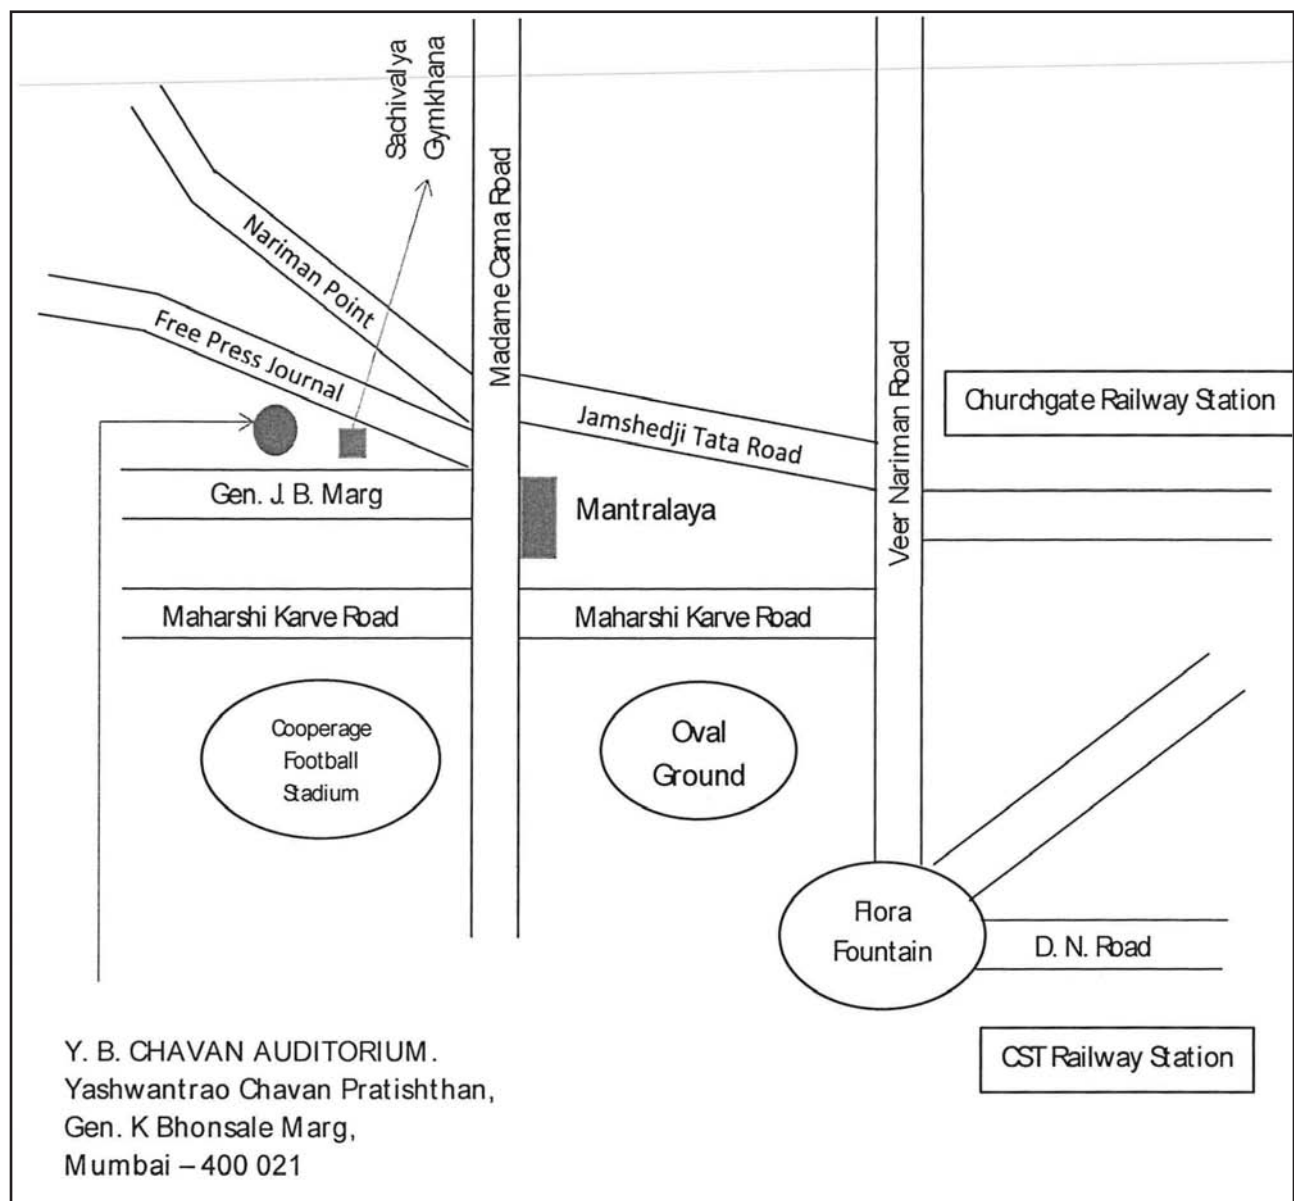 Sachivalya
Gymkhana
Madame Cama Road
Nariman Point
Free Press Journal
Jamshedji Tata Road
Veer Nariman Road
Churchgate Railway Station
Gen. J. B. Marg
Mantralaya
Maharshi Karve Road
Maharshi Karve Road
Cooperage
Football
Stadium
Oval
Ground
Flora
Fountain
D. N. Road
CST Railway Station
Y. B. CHAVAN AUDITORIUM.
Yashwantrao Chavan Pratishthan,
Gen. K Bhonsale Marg,
Mumbai – 400 021